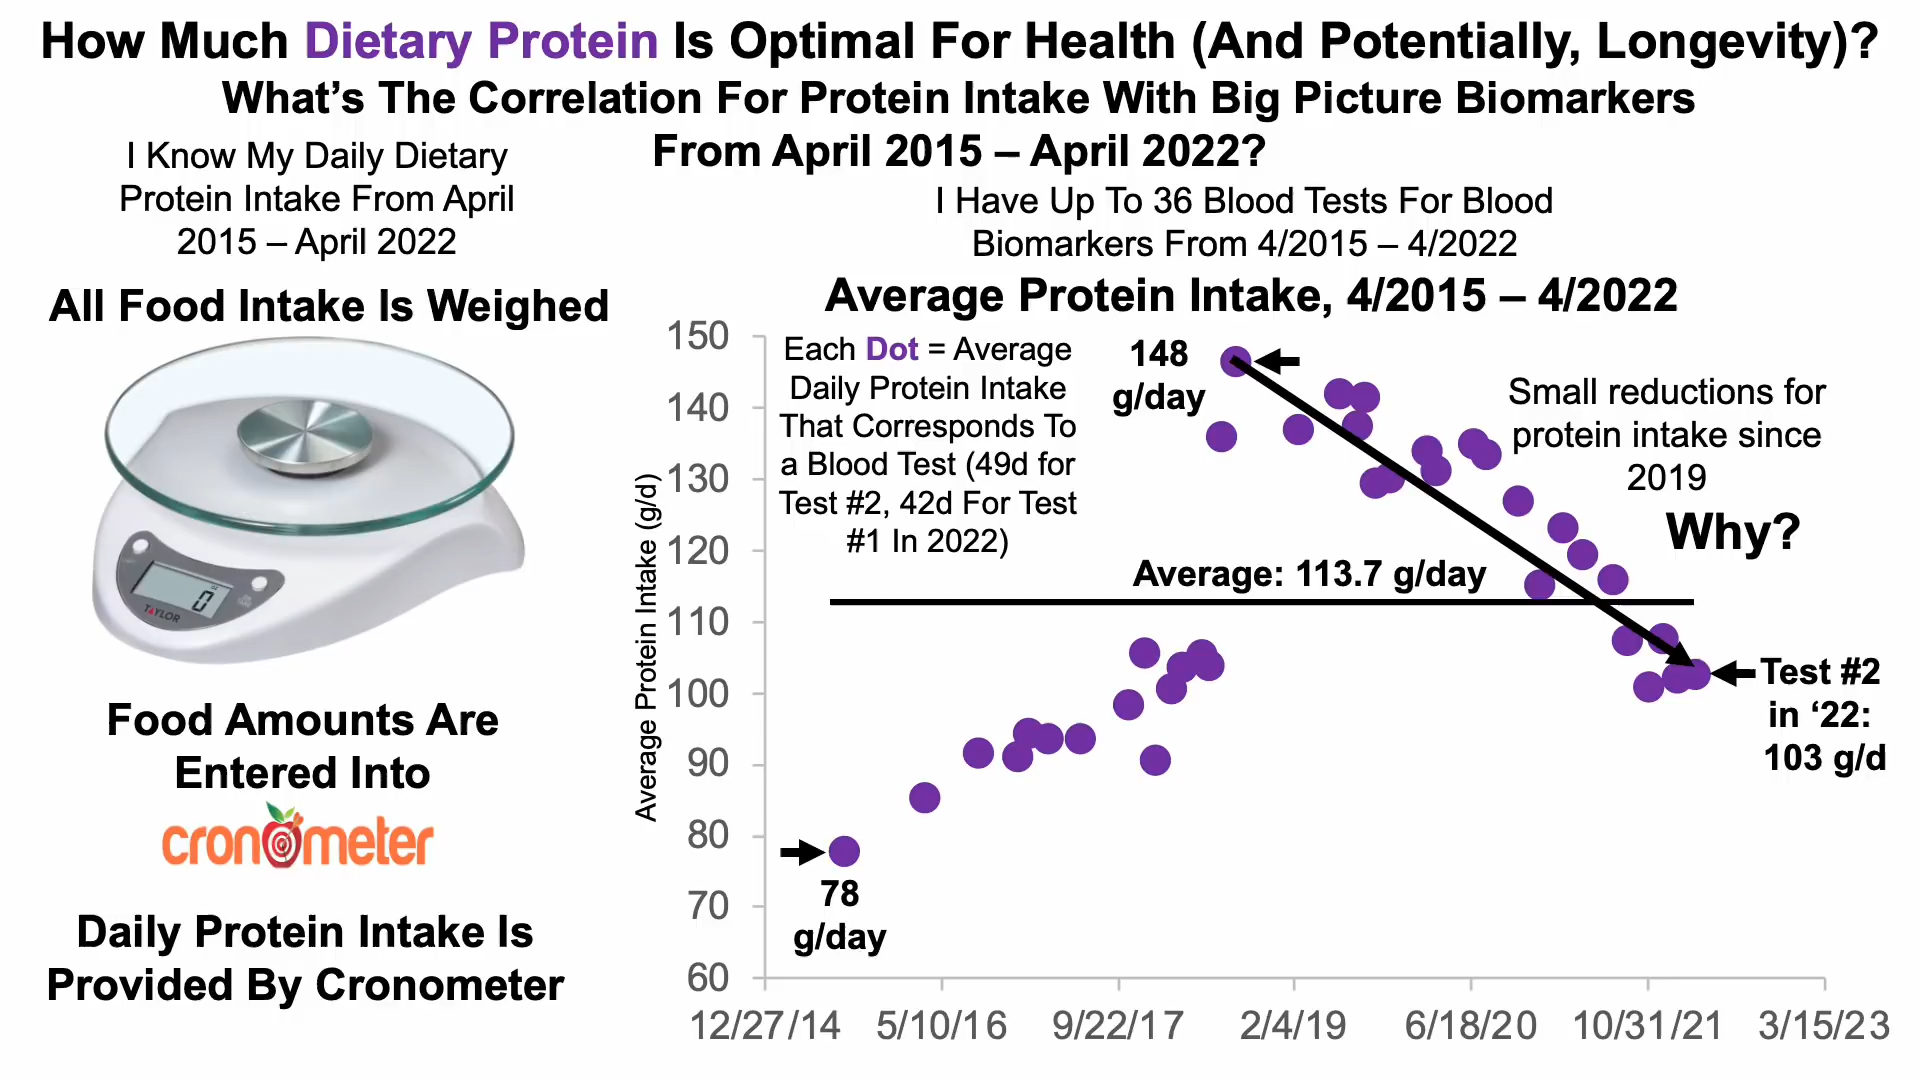 How Much Dietary Protein Is Optimal For Health (And Potentially, Longevity)?
What’s The Correlation For Protein Intake With Big Picture Biomarkers
From April 2015 – April 2022?
I Know My Daily Dietary
Protein Intake From April
2015 – April 2022
All Food Intake Is Weighed
0
TAYLOR
Food Amounts Are
Entered Into
cronometer
Daily Protein Intake Is
Provided By Cronometer
I Have Up To 36 Blood Tests For Blood
Biomarkers From 4/2015 – 4/2022
Average Protein Intake, 4/2015 – 4/2022
Average Protein Intake (g/d)
150
140
130
120
110
100
90
80
70
60
Each Dot = Average
Daily Protein Intake
That Corresponds To
a Blood Test (49d for
Test #2, 42d For Test
#1 In 2022)
148
g/day
Small reductions for
protein intake since
2019
Why?
Average: 113.7 g/day
Test #2
in ‘22:
103 g/d
78
g/day
12/27/14
5/10/16
9/22/17
2/4/19
6/18/20
10/31/21
3/15/23